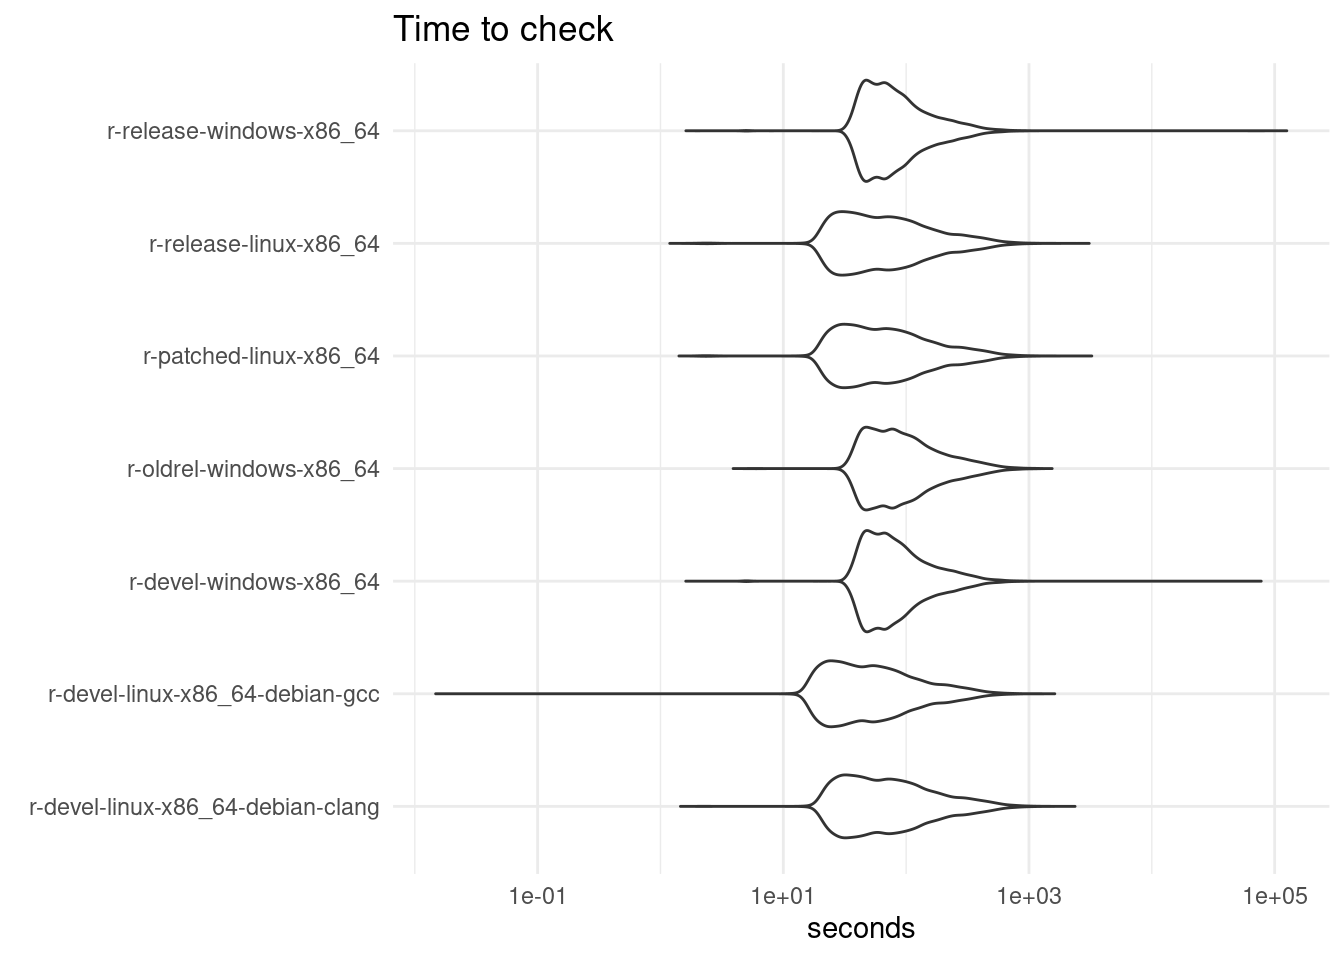 Time to check
r-release-windows-x86_64
r-release-linux-x86_64
r-patched-linux-x86_64
r-oldrel-windows-x86_64
r-devel-windows-x86_64
r-devel-linux-x86_64-debian-gcc
r-devel-linux-x86_64-debian-clang
1e-01 1e+01 1e+03 1e+05
seconds